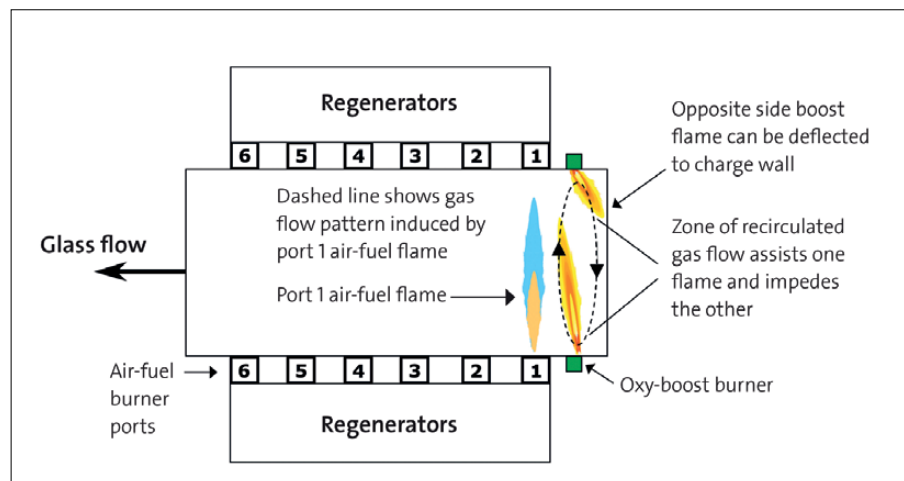 Regenerators
6 5 4 3 2 1
Opposite side boost
flame can be deflected
to charge wall
Dashed line shows gas
flow pattern induced by
port 1 air-fuel flame
Zone of recirculated
gas flow assists one
flame and impedes
the other
Glass flow
Port 1 air-fuel flame
6 5 4 3 2 1
Air-fuel
burner
ports
Oxy-boost burner
Regenerators